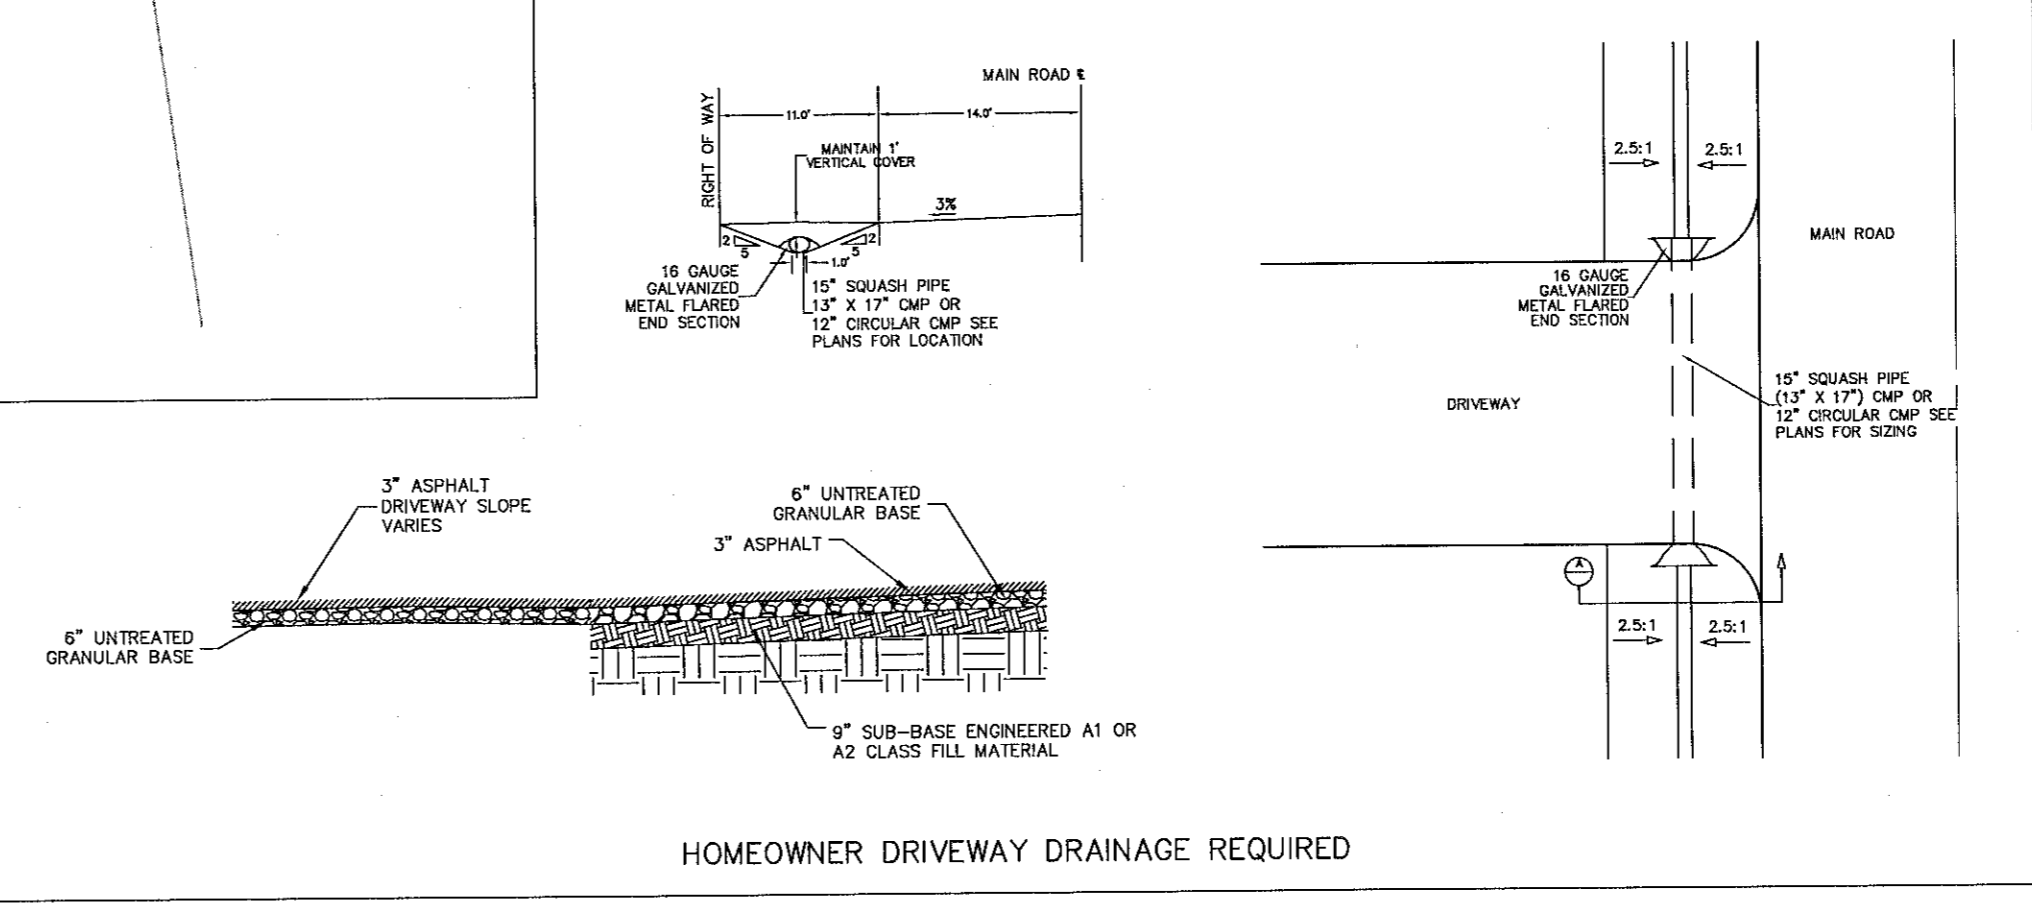 MAIN ROAD ℄
RIGHT OF WAY
11.0'
14.0'
MAINTAIN 1'
VERTICAL COVER
3%
2
5
5
2
1.0'
16 GAUGE
GALVANIZED
METAL FLARED
END SECTION
15" SQUASH PIPE
13" X 17" CMP OR
12" CIRCULAR CMP SEE
PLANS FOR LOCATION
2.5:1
2.5:1
MAIN ROAD
16 GAUGE
GALVANIZED
METAL FLARED
END SECTION
15" SQUASH PIPE
(13" X 17") CMP OR
12" CIRCULAR CMP SEE
PLANS FOR SIZING
DRIVEWAY
A
2.5:1
2.5:1
3" ASPHALT
DRIVEWAY SLOPE
VARIES
6" UNTREATED
GRANULAR BASE
3" ASPHALT
6" UNTREATED
GRANULAR BASE
9" SUB-BASE ENGINEERED A1 OR
A2 CLASS FILL MATERIAL
HOMEOWNER DRIVEWAY DRAINAGE REQUIRED